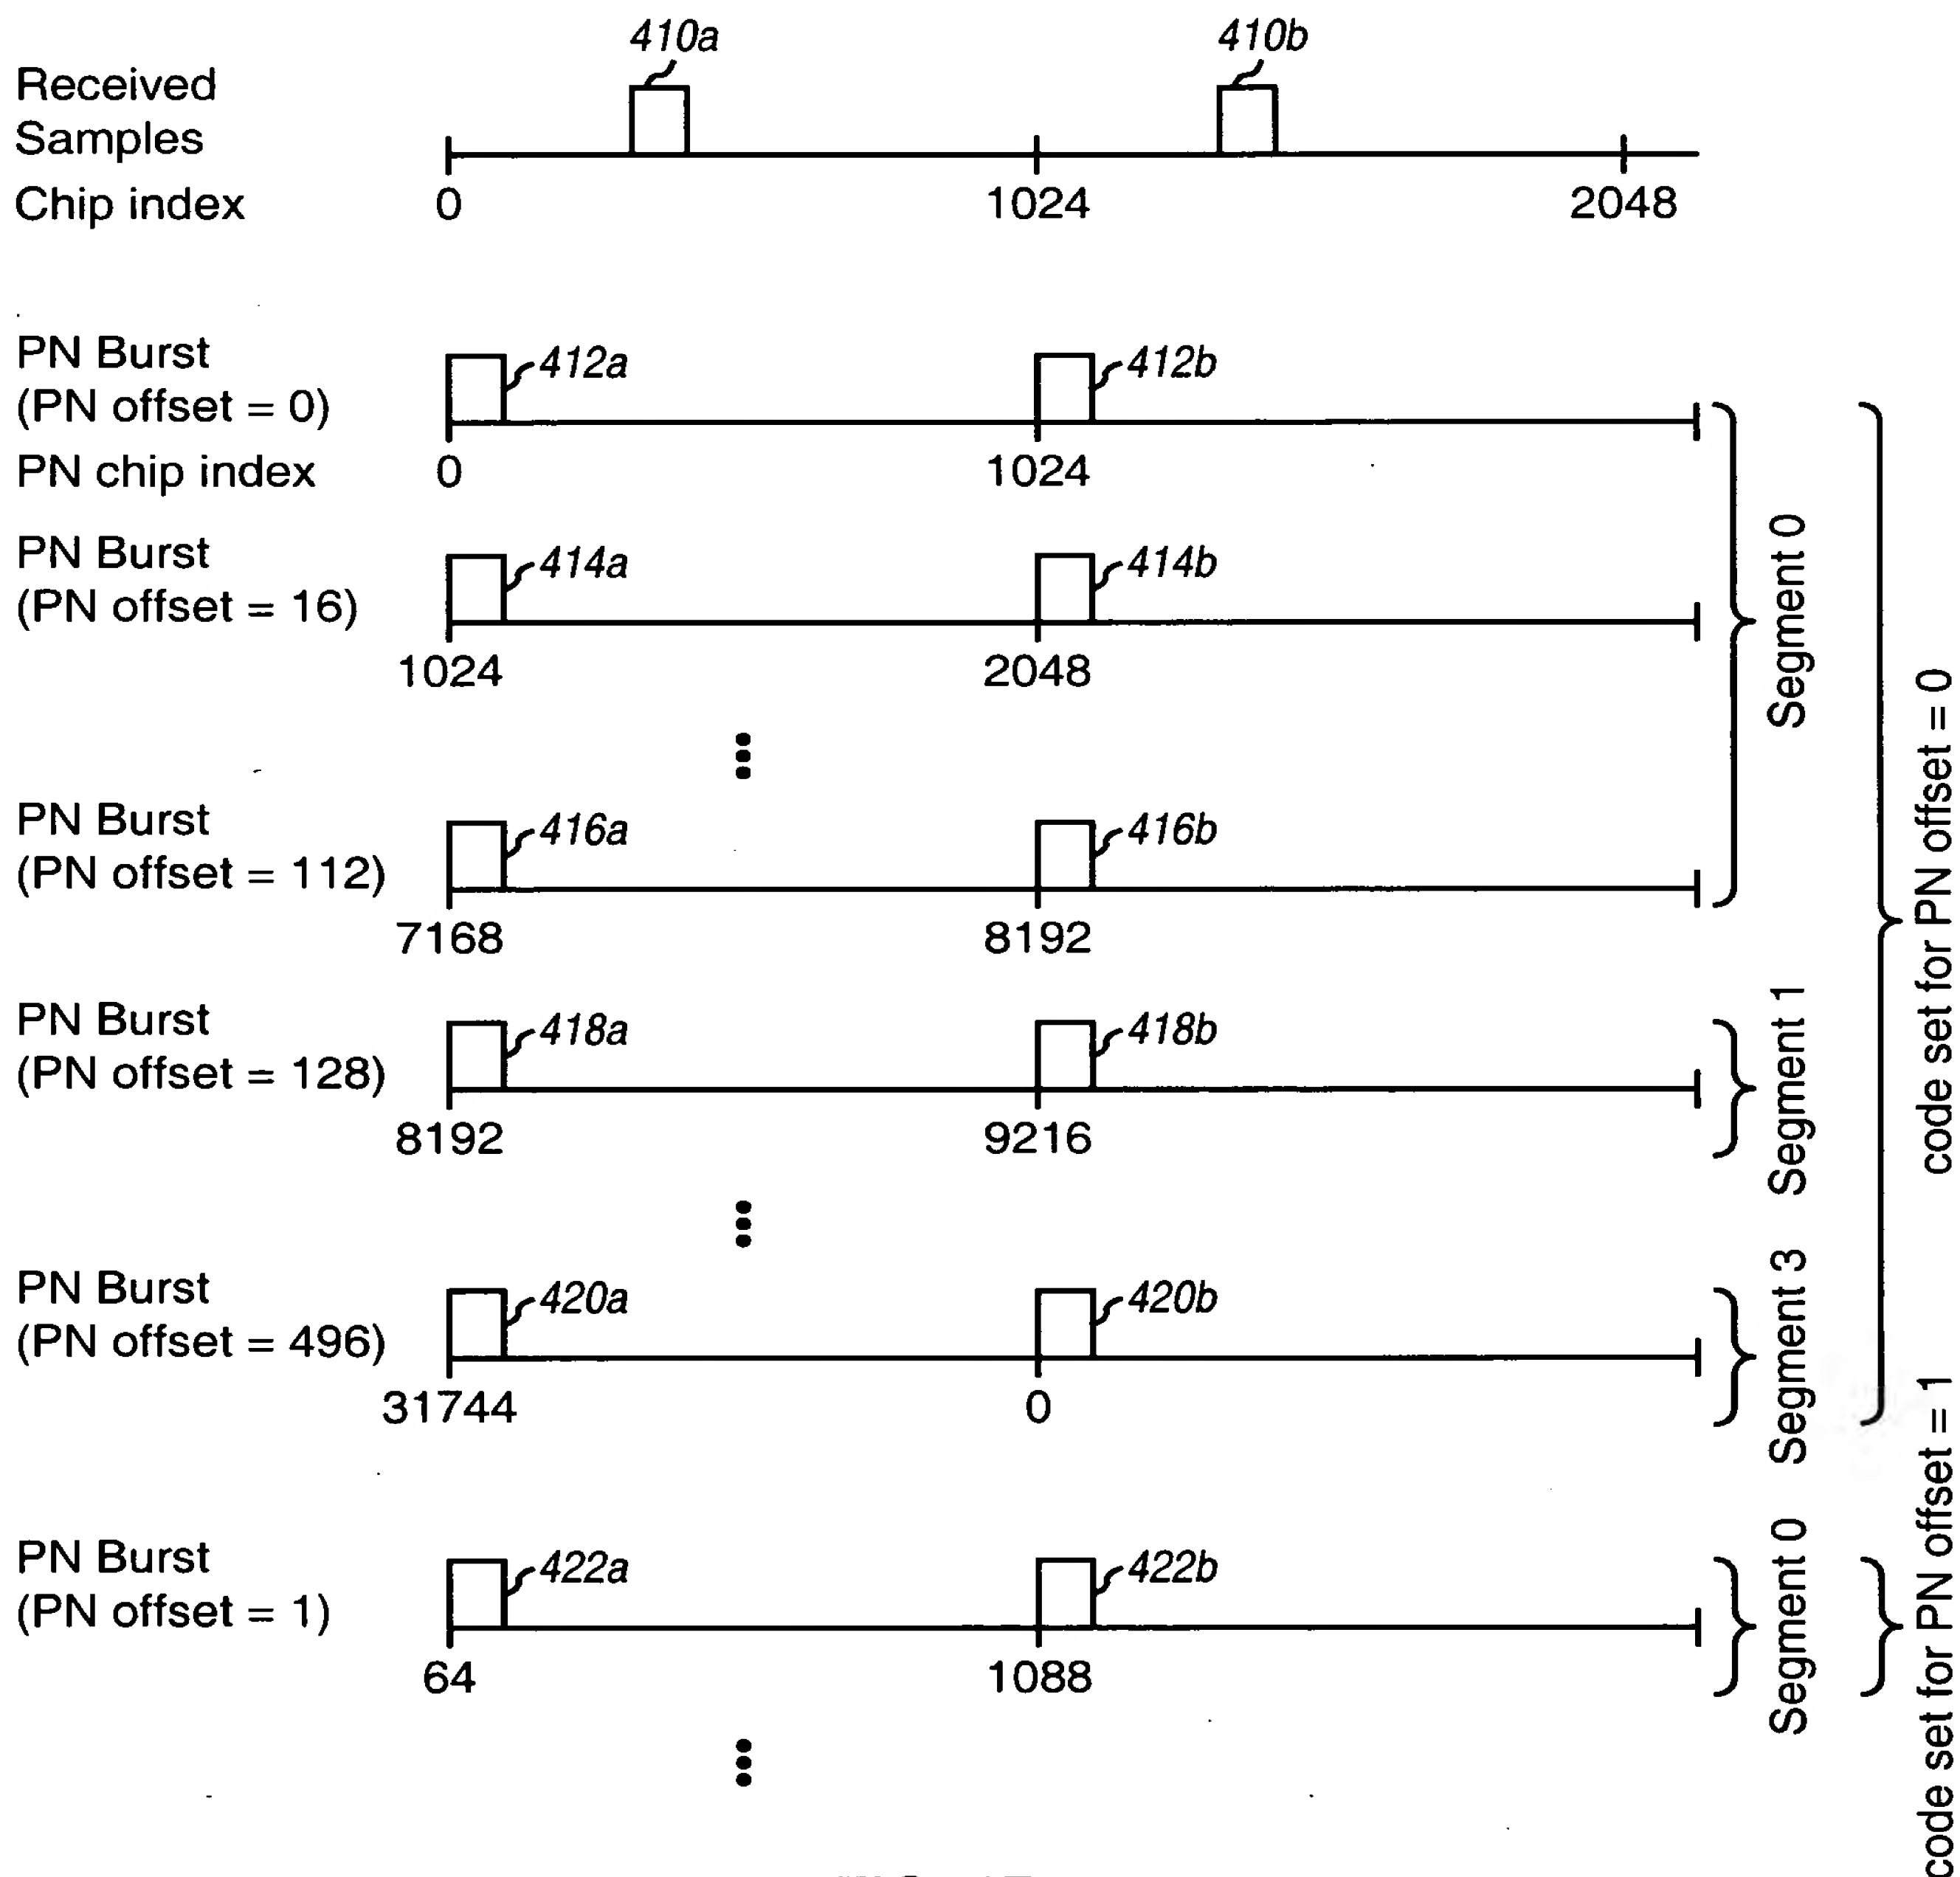 410a
410b
Received
Samples
Chip index
0
1024
2048
PN Burst
(PN offset = 0)
412a
412b
PN chip index
0
1024
PN Burst
(PN offset = 16)
414a
414b
1024
2048
PN Burst
(PN offset = 112)
416a
416b
7168
8192
Segment 0
PN Burst
(PN offset = 128)
418a
418b
8192
9216
Segment 1
PN Burst
(PN offset = 496)
420a
420b
31744
0
Segment 3
code set for PN offset = 0
PN Burst
(PN offset = 1)
422a
422b
64
1088
Segment 0
code set for PN offset = 1